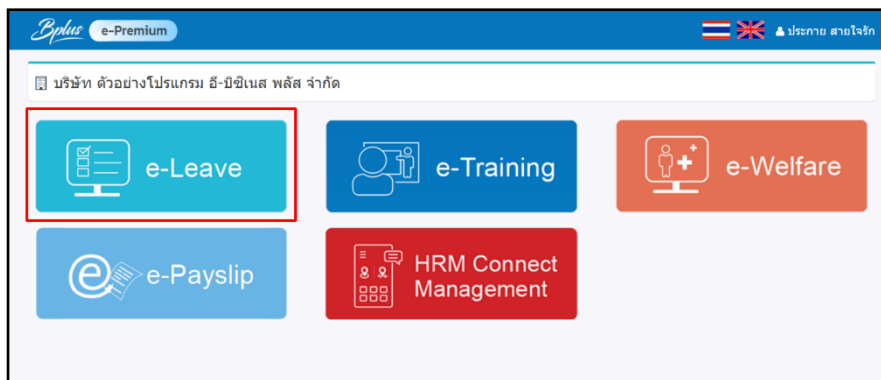 Bplus e-Premium ประกาย สายใจรัก
บริษัท ตัวอย่างโปรแกรม อี-บิซิเนส พลัส จำกัด
e-Leave
e-Training
e-Welfare
e-Payslip
HRM Connect
Management